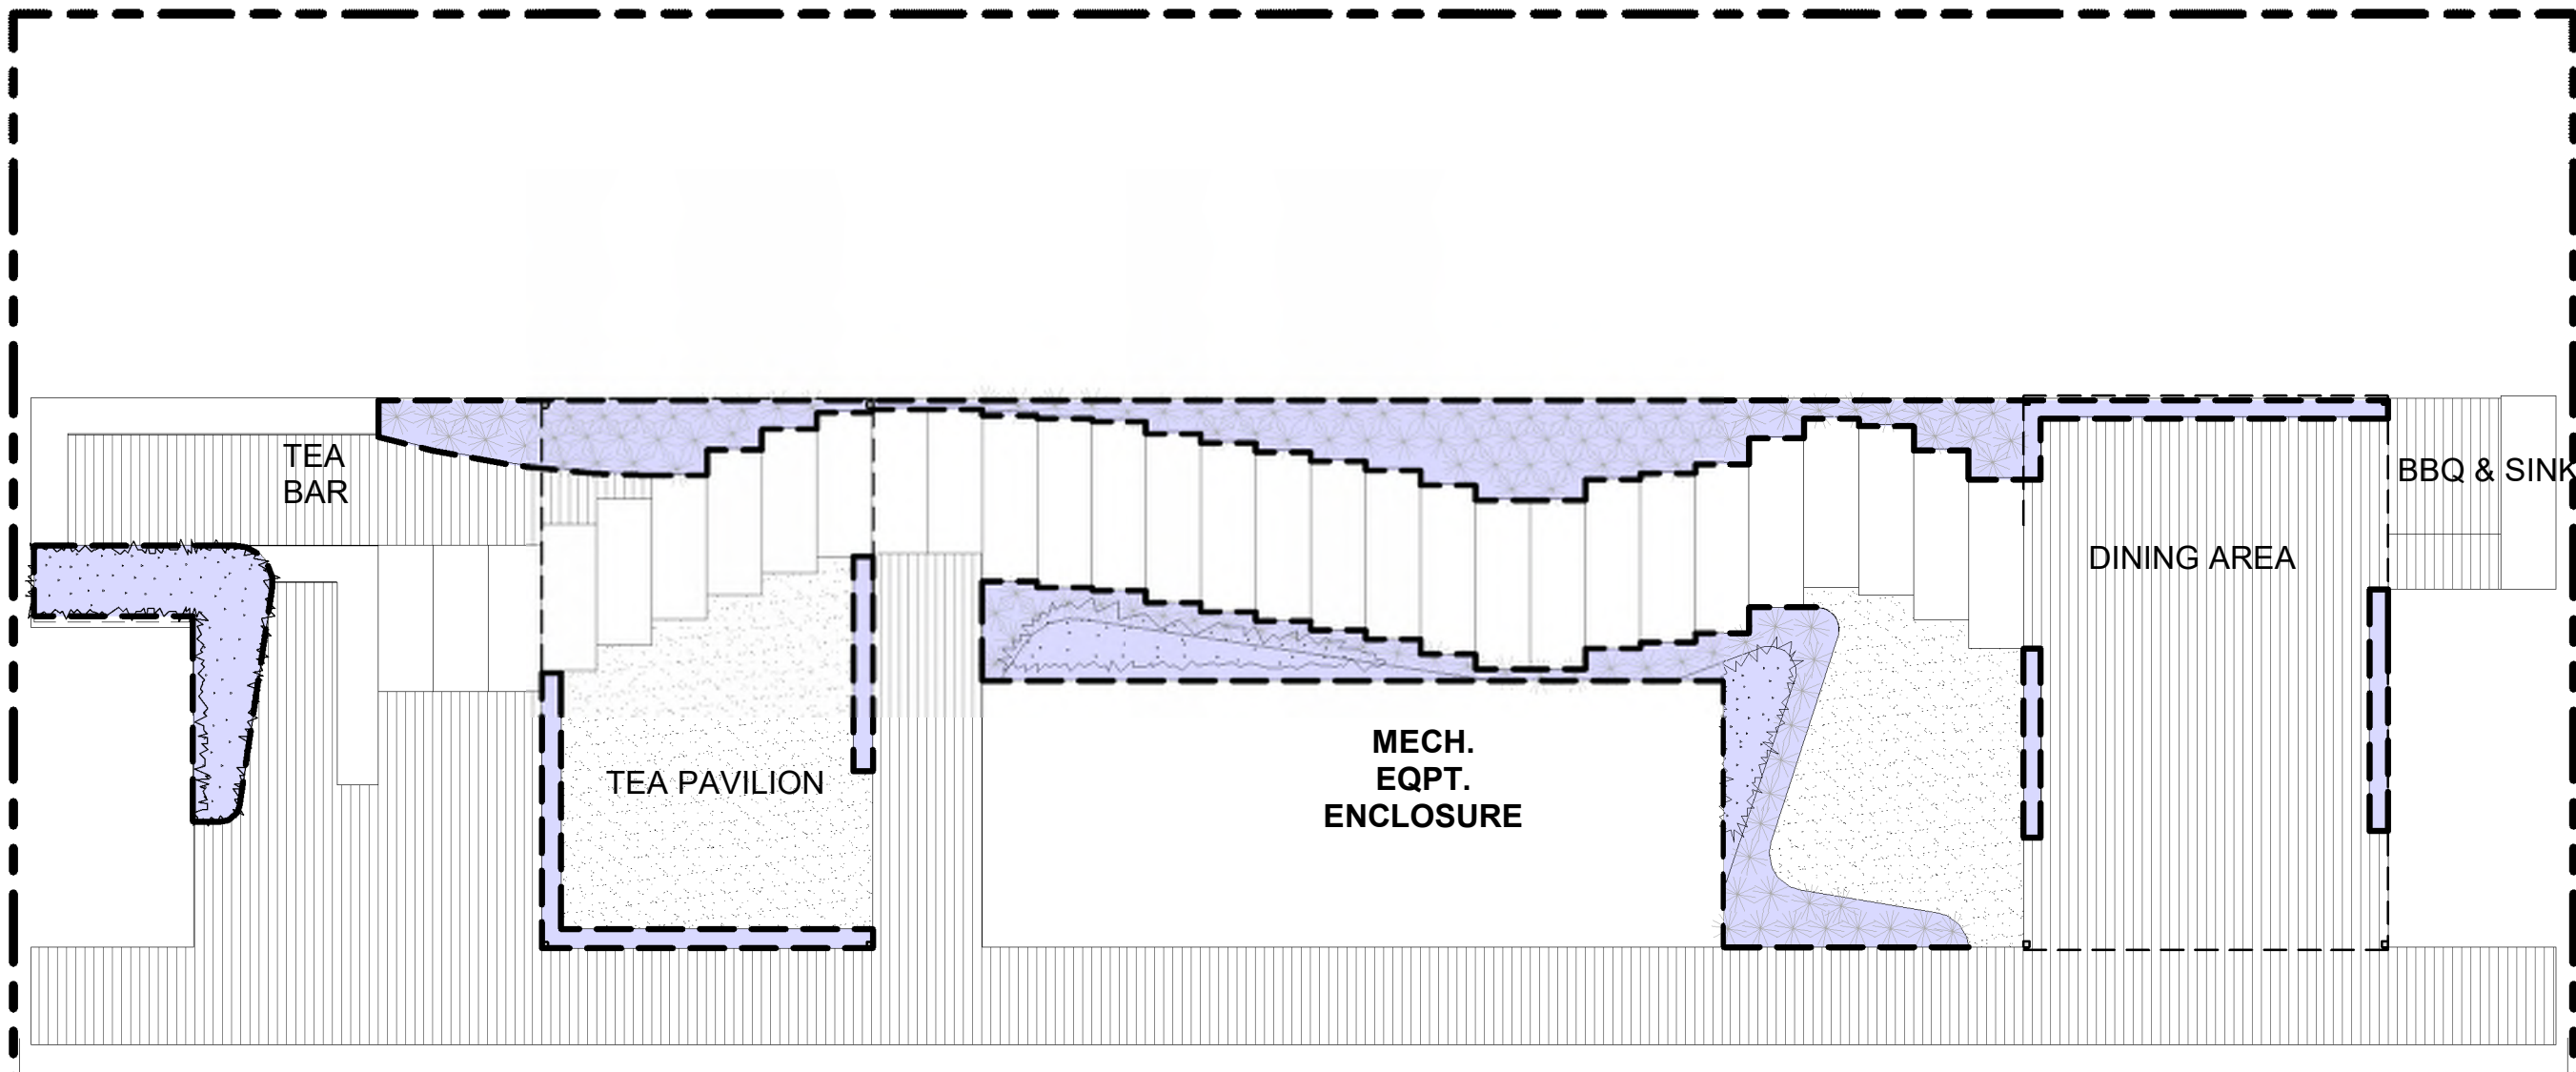 TEA
BAR
BBQ & SINK
DINING AREA
MECH.
EQPT.
ENCLOSURE
TEA PAVILION